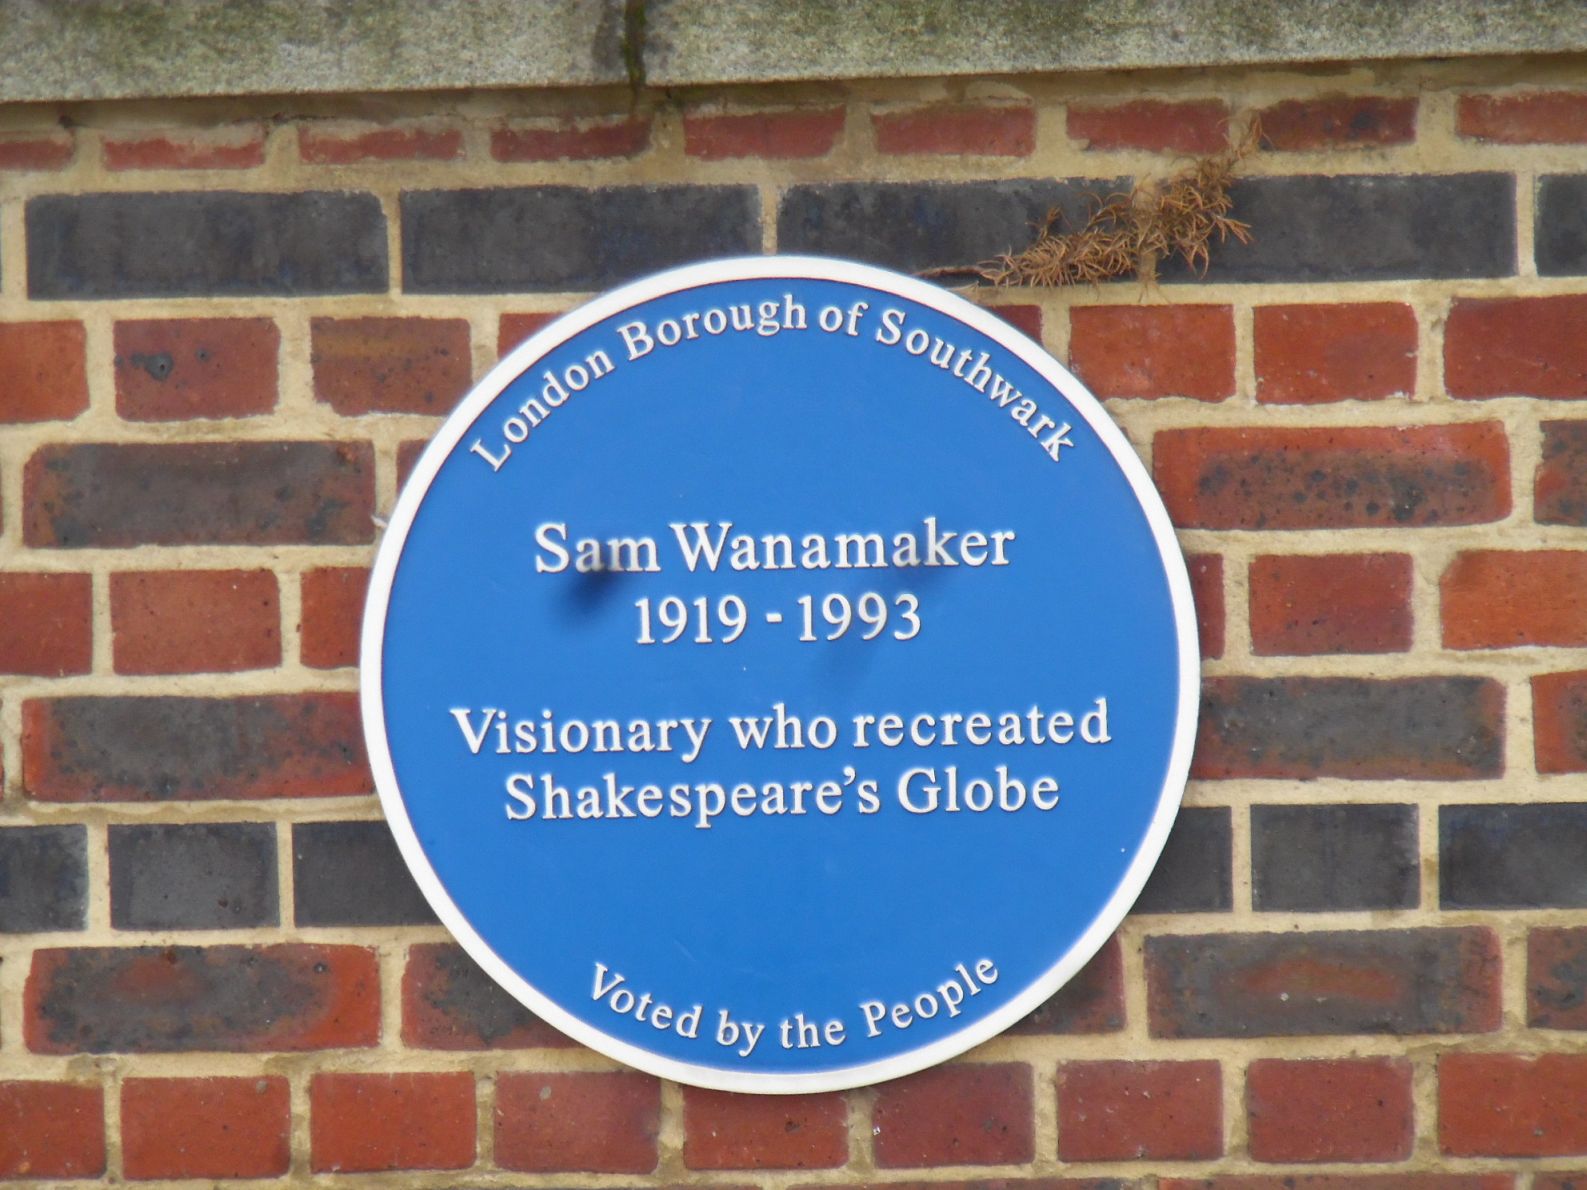 London Borough of Southwark
Sam Wanamaker
1919 - 1993
Visionary who recreated
Shakespeare's Globe
Voted by the People